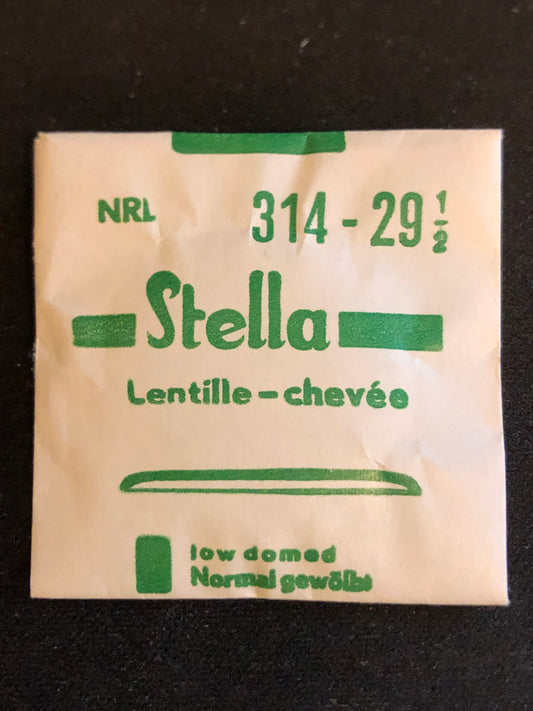 NRL 314 - 29 1/2
Stella
Lentille - chevée
low domed
Normal gewölbt